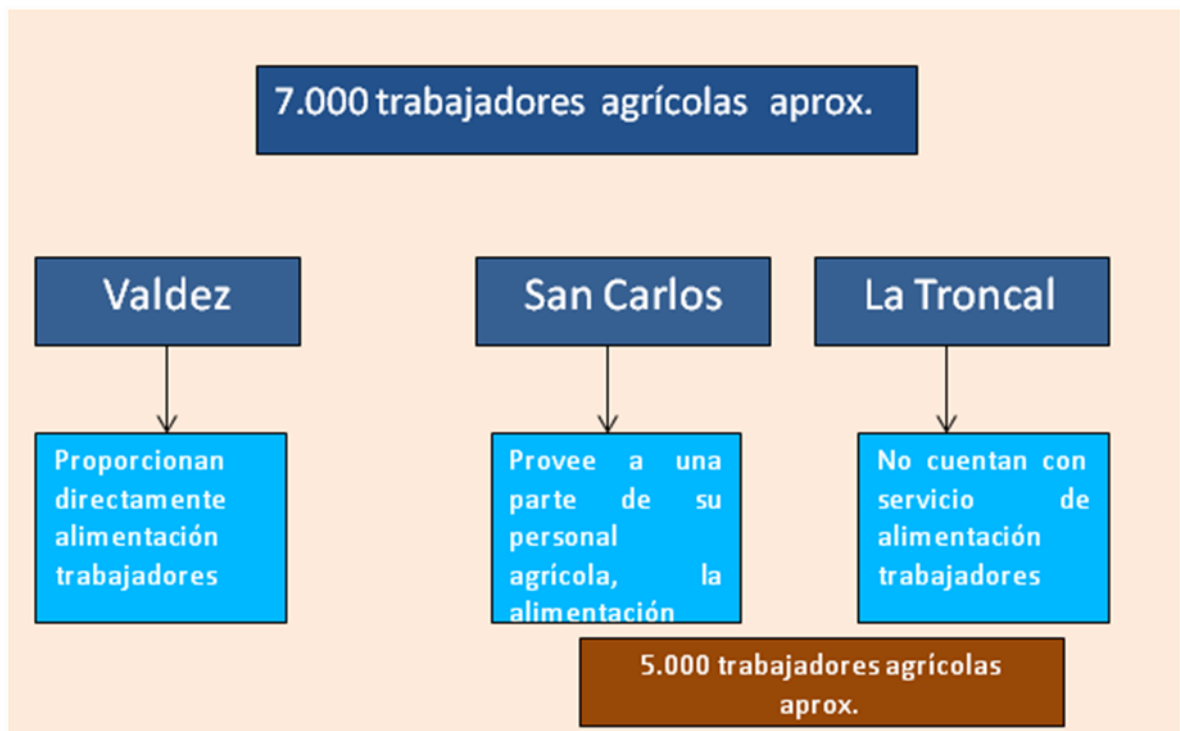 7.000 trabajadores agrícolas aprox.
Valdez
San Carlos
La Troncal
Proporcionan
directamente
alimentación
trabajadores
Provee a una
parte de su
personal
agrícola, la
alimentación
No cuentan con
servicio de
alimentación
trabajadores
5.000 trabajadores agrícolas
aprox.